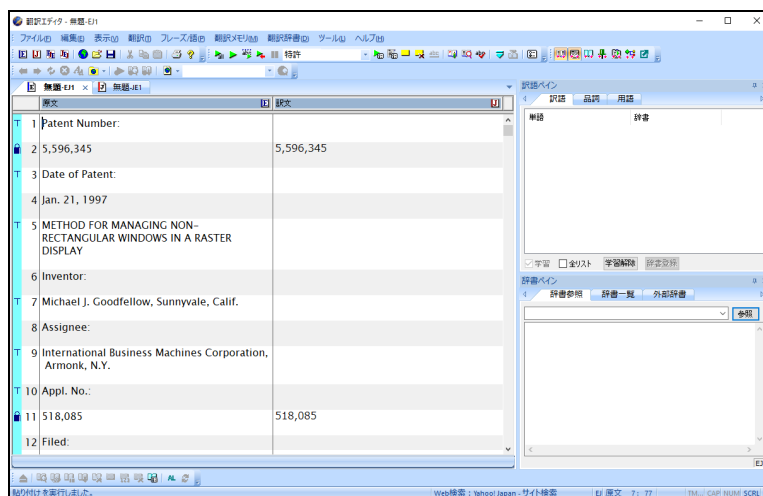 翻訳エディタ - 無題-EJ1
ファイル(F) 編集(E) 表示(V) 翻訳(T) フレーズ/語(P) 翻訳メモリ(M) 翻訳辞書(D) ツール(L) ヘルプ(H)
特許
無題-EJ1 × 無題-JE1
原文 E 訳文 J
1 Patent Number:
2 5,596,345 5,596,345
3 Date of Patent:
4 Jan. 21, 1997
5 METHOD FOR MANAGING NON-
RECTANGULAR WINDOWS IN A RASTER
DISPLAY
6 Inventor:
7 Michael J. Goodfellow, Sunnyvale, Calif.
8 Assignee:
9 International Business Machines Corporation,
Armonk, N.Y.
10 Appl. No.:
11 518,085 518,085
12 Filed:
訳語ペイン
訳語 品詞 用語
単語 辞書
学習 全リスト 学習解除 辞書登録
辞書ペイン
辞書参照 辞書一覧 外部辞書
参照
EJ
貼り付けを実行しました。 Web検索：Yahoo! Japan - サイト検索 EJ 原文 7: 77 TM... CAP NUM SCRL